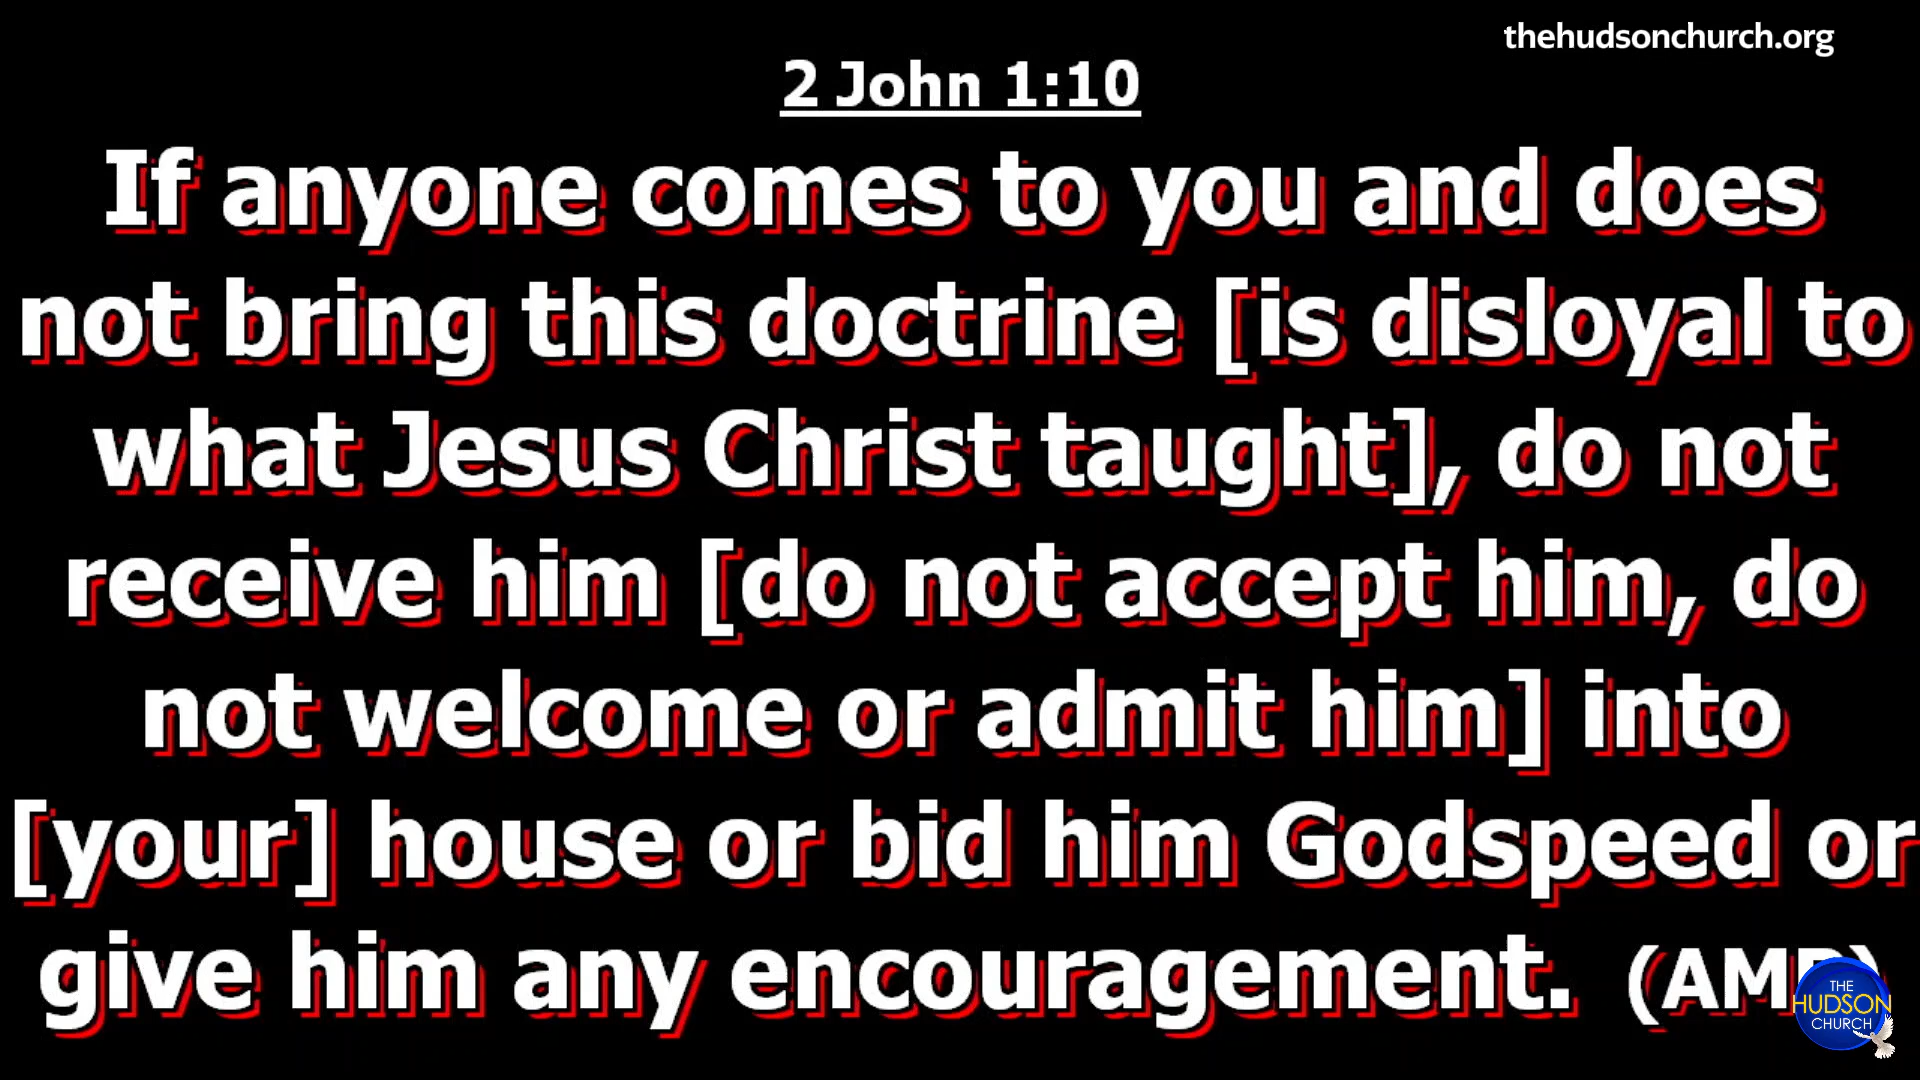 thehudsonchurch.org
2 John 1:10
If anyone comes to you and does
not bring this doctrine [is disloyal to
what Jesus Christ taught], do not
receive him [do not accept him, do
not welcome or admit him] into
[your] house or bid him Godspeed or
give him any encouragement. (AMP)
THE
HUDSON
CHURCH